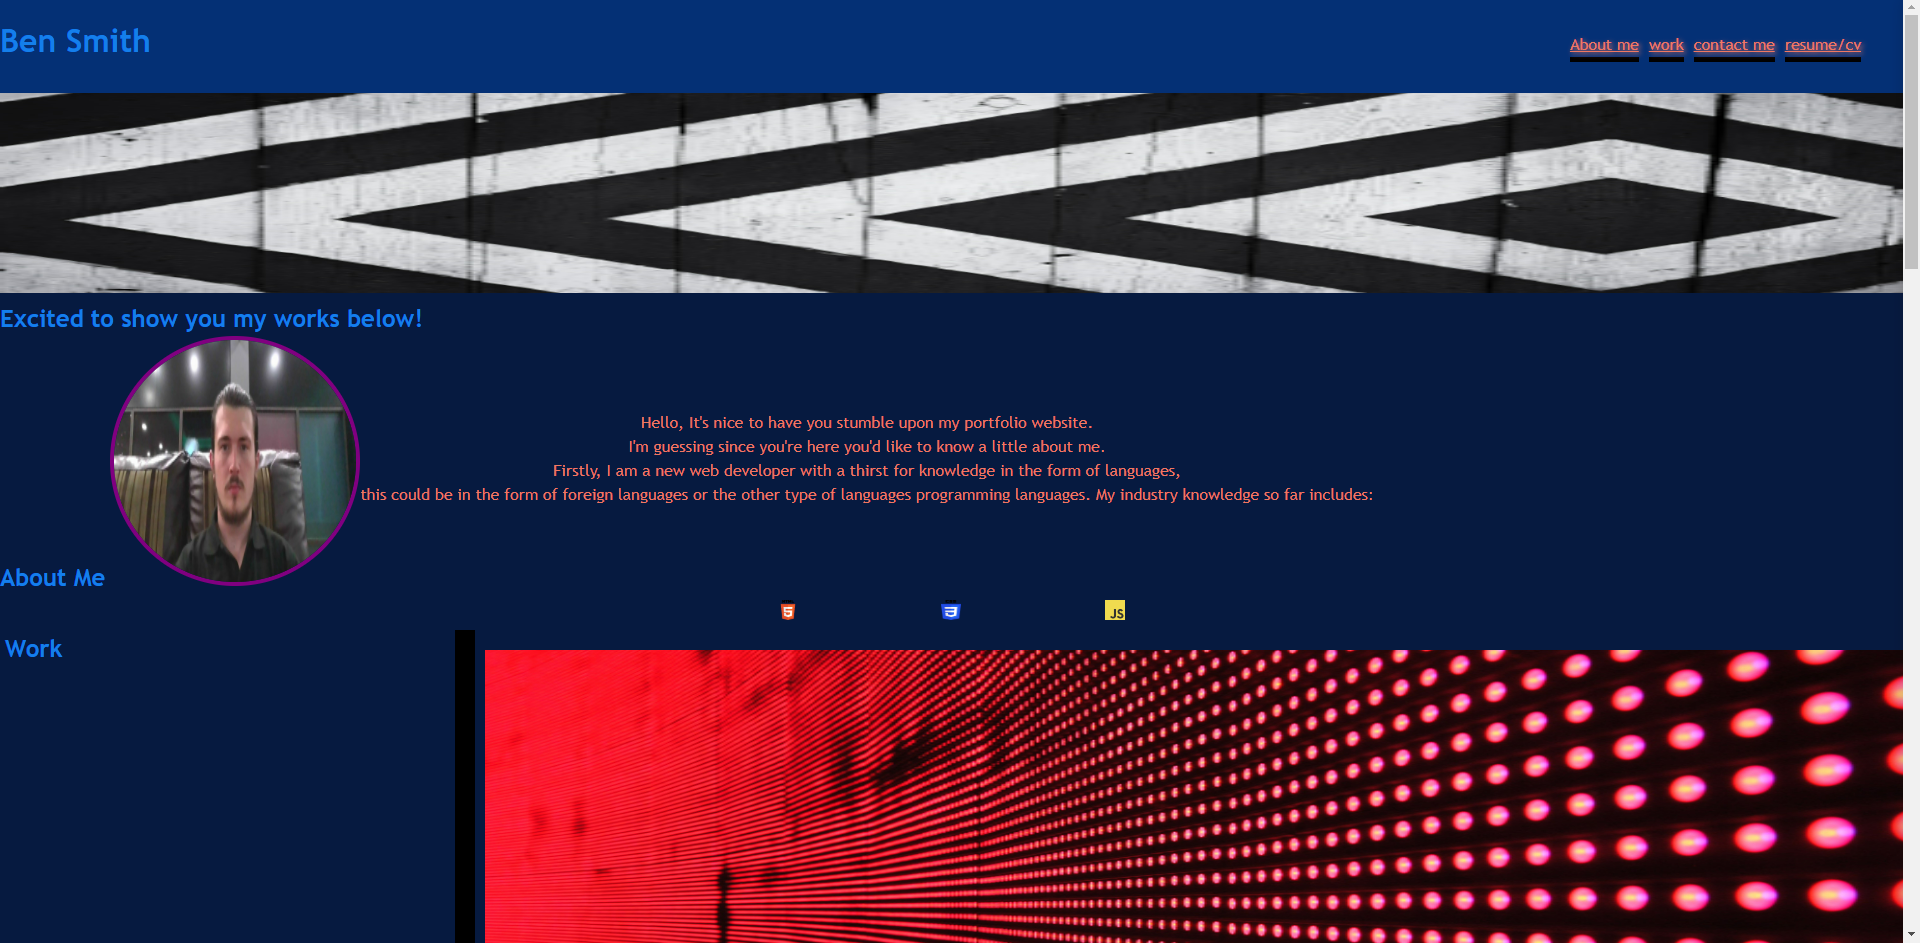 Ben Smith
About me work contact me resume/cv
Excited to show you my works below!
Hello, It's nice to have you stumble upon my portfolio website.
I'm guessing since you're here you'd like to know a little about me.
Firstly, I am a new web developer with a thirst for knowledge in the form of languages,
this could be in the form of foreign languages or the other type of languages programming languages. My industry knowledge so far includes:
About Me
5 3 JS
Work